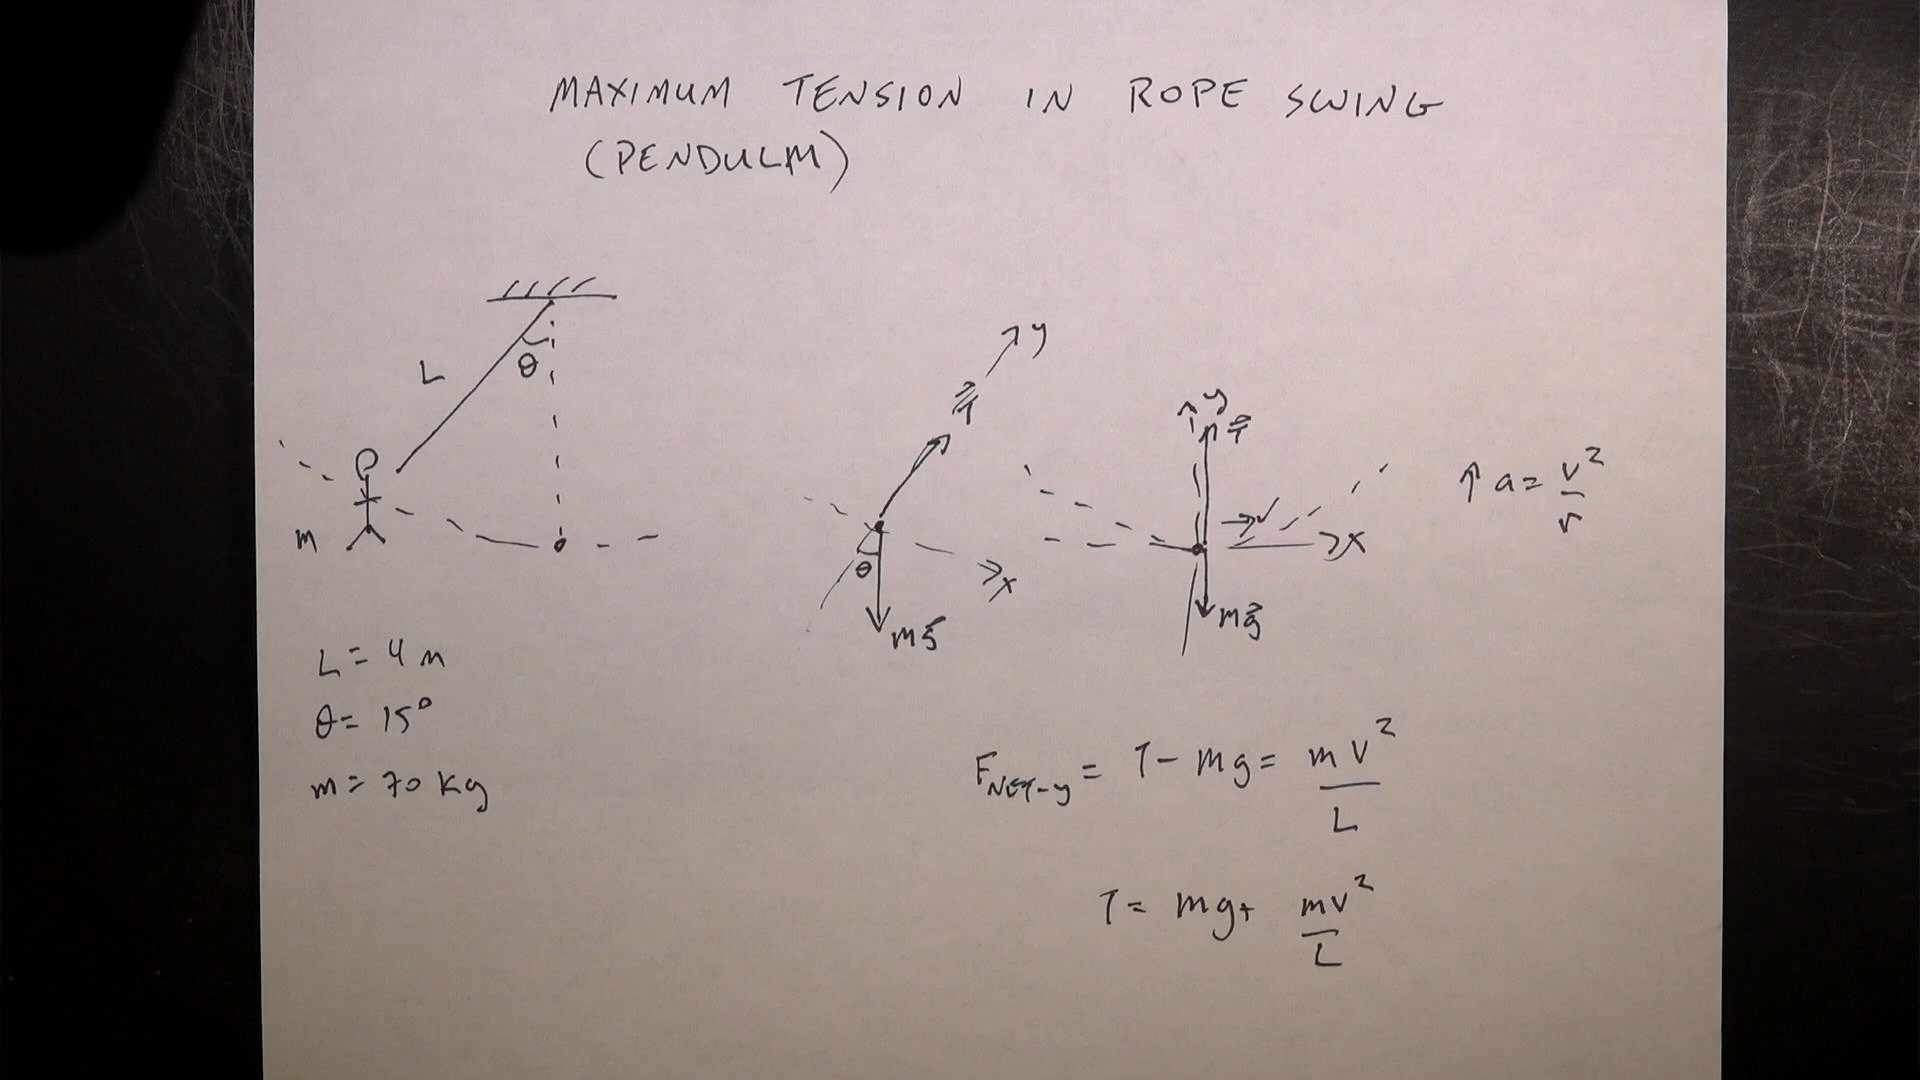 MAXIMUM TENSION IN ROPE SWING
(PENDULM)
L
θ
m
L = 4 m
θ = 15°
m = 70 kg
y
T
θ
x
mg
y
T
v
x
mg
↑ a = v²/r
F_NET-y = T - mg = mv²/L
T = mg + mv²/L